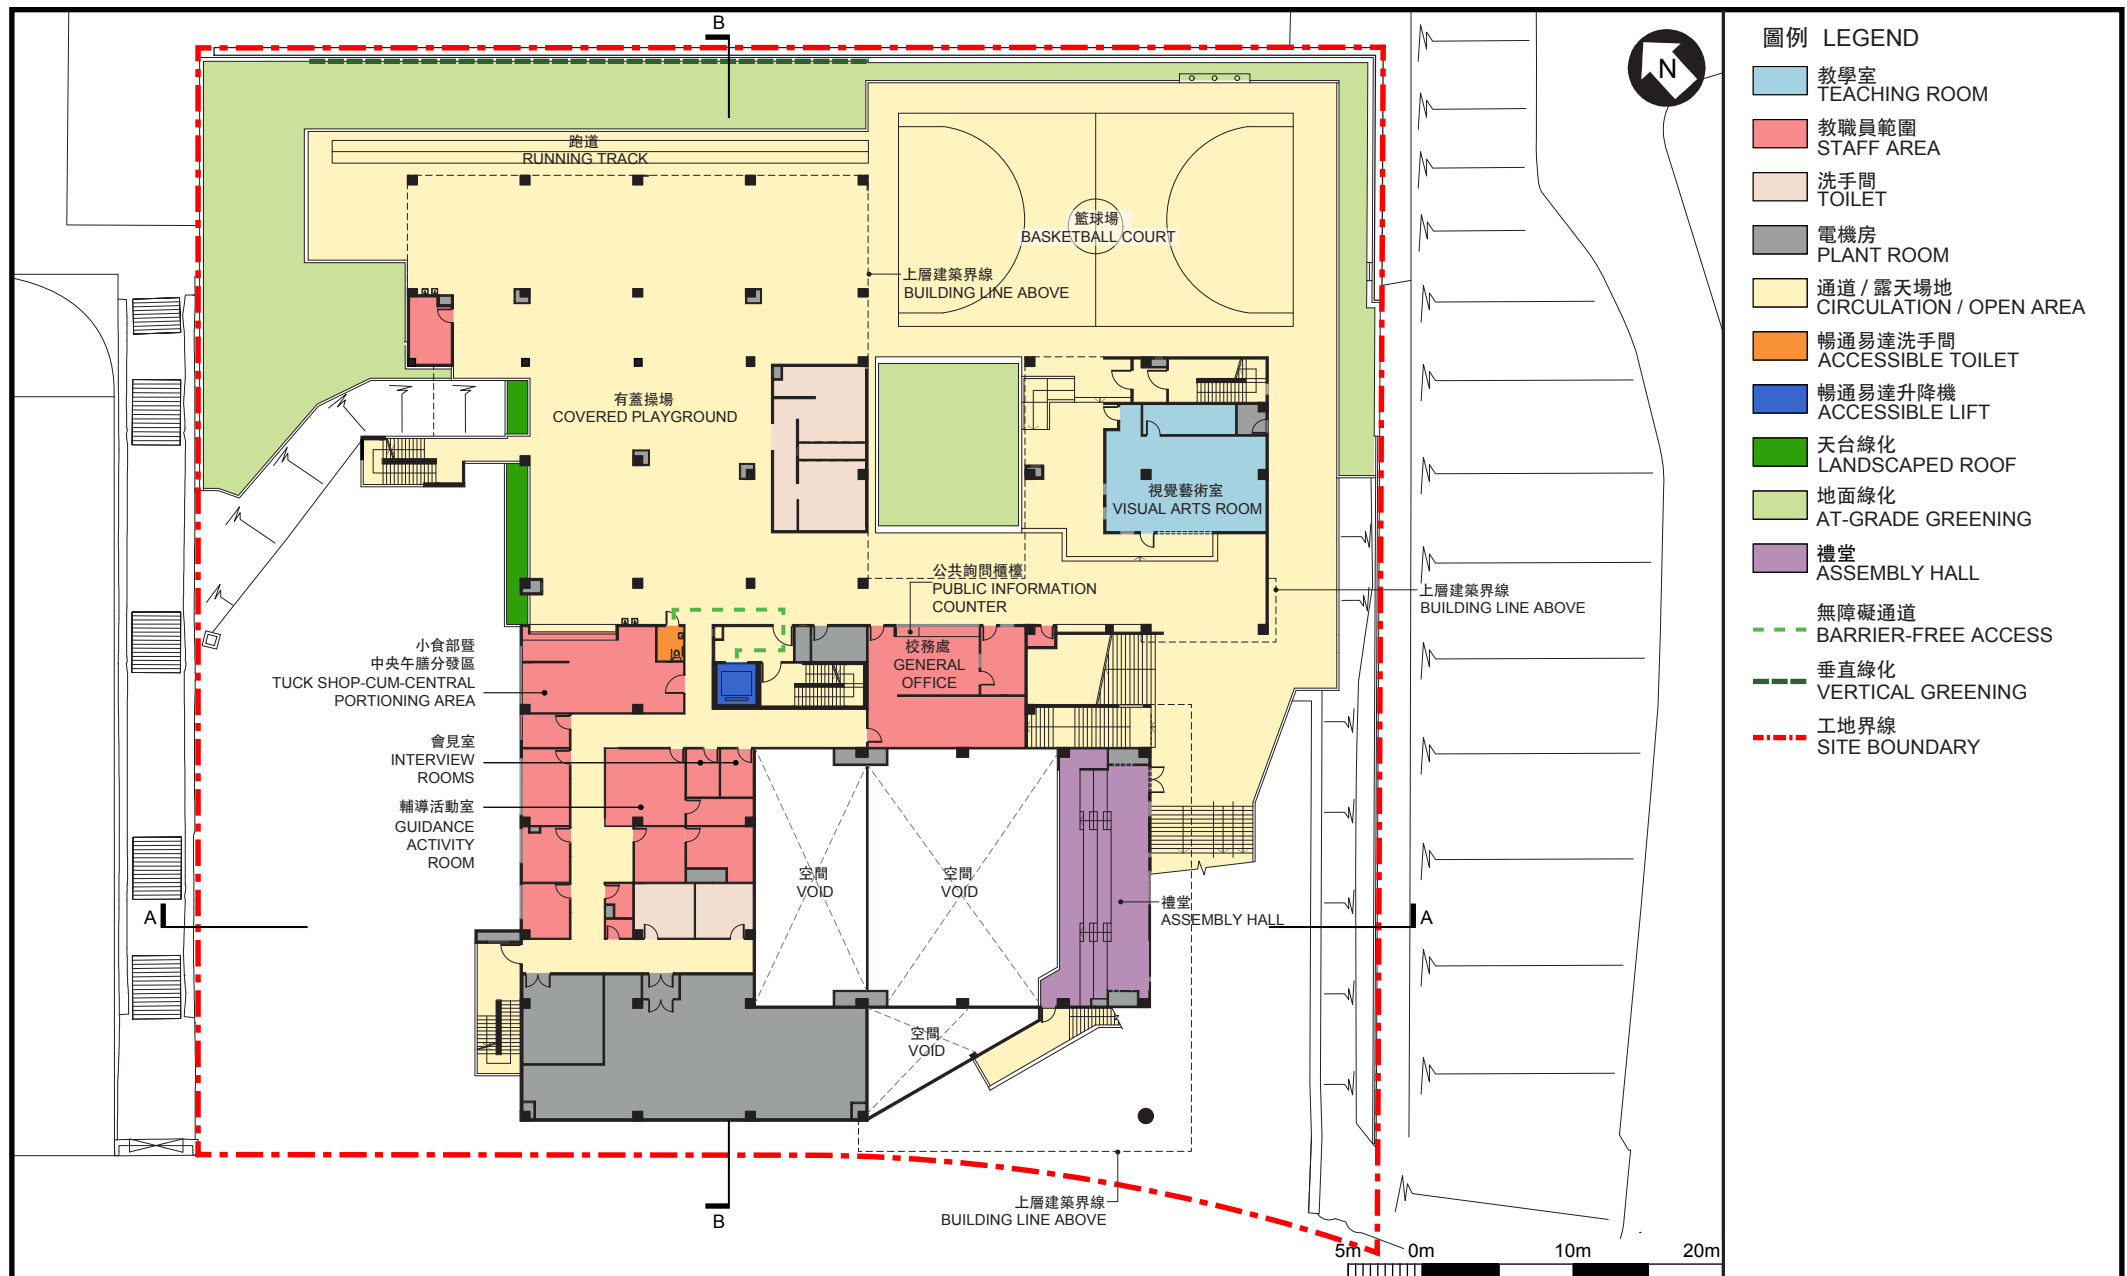 B
跑道
RUNNING TRACK
籃球場
BASKETBALL COURT
上層建築界線
BUILDING LINE ABOVE
有蓋操場
COVERED PLAYGROUND
視覺藝術室
VISUAL ARTS ROOM
公共詢問櫃檯
PUBLIC INFORMATION
COUNTER
上層建築界線
BUILDING LINE ABOVE
小食部暨
中央午膳分發區
TUCK SHOP-CUM-CENTRAL
PORTIONING AREA
校務處
GENERAL
OFFICE
會見室
INTERVIEW
ROOMS
輔導活動室
GUIDANCE
ACTIVITY
ROOM
空間
VOID
空間
VOID
禮堂
ASSEMBLY HALL
A
A
空間
VOID
上層建築界線
BUILDING LINE ABOVE
B
N
圖例 LEGEND
教學室
TEACHING ROOM
教職員範圍
STAFF AREA
洗手間
TOILET
電機房
PLANT ROOM
通道 / 露天場地
CIRCULATION / OPEN AREA
暢通易達洗手間
ACCESSIBLE TOILET
暢通易達升降機
ACCESSIBLE LIFT
天台綠化
LANDSCAPED ROOF
地面綠化
AT-GRADE GREENING
禮堂
ASSEMBLY HALL
無障礙通道
BARRIER-FREE ACCESS
垂直綠化
VERTICAL GREENING
工地界線
SITE BOUNDARY
5m 0m 10m 20m